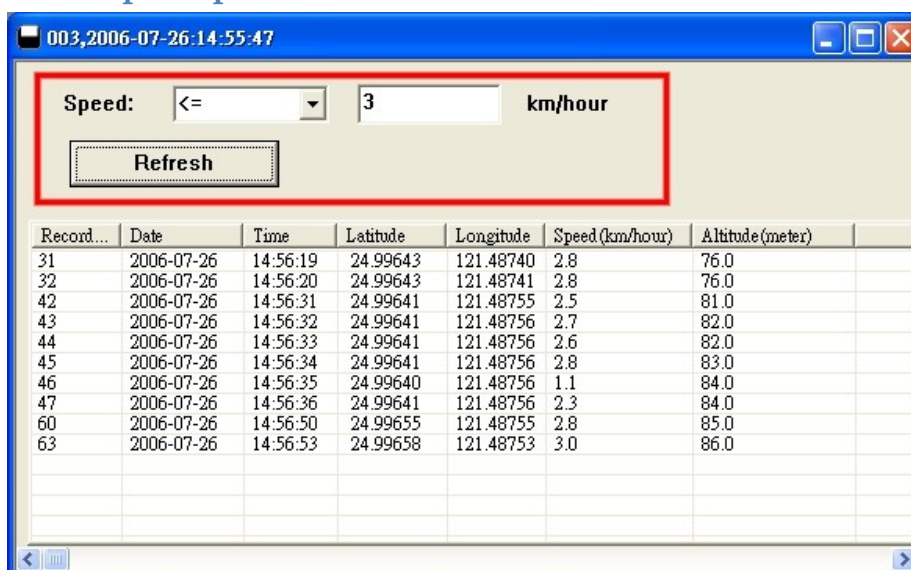 003,2006-07-26:14:55:47
Speed: <= 3 km/hour
Refresh
Record... Date Time Latitude Longitude Speed(km/hour) Altitude(meter)
31 2006-07-26 14:56:19 24.99643 121.48740 2.8 76.0
32 2006-07-26 14:56:20 24.99643 121.48741 2.8 76.0
42 2006-07-26 14:56:31 24.99641 121.48755 2.5 81.0
43 2006-07-26 14:56:32 24.99641 121.48756 2.7 82.0
44 2006-07-26 14:56:33 24.99641 121.48756 2.6 82.0
45 2006-07-26 14:56:34 24.99641 121.48756 2.8 83.0
46 2006-07-26 14:56:35 24.99640 121.48756 1.1 84.0
47 2006-07-26 14:56:36 24.99641 121.48756 2.3 84.0
60 2006-07-26 14:56:50 24.99655 121.48755 2.8 85.0
63 2006-07-26 14:56:53 24.99658 121.48753 3.0 86.0